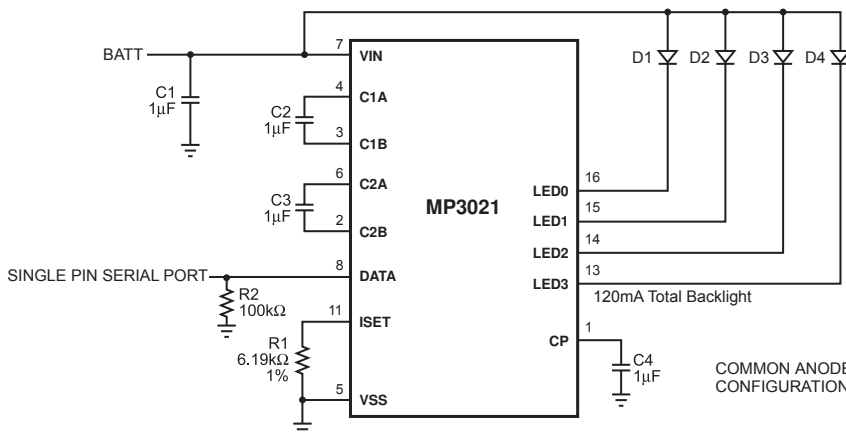 BATT
7
VIN
D1
D2
D3
D4
C1
1µF
4
C1A
C2
1µF
3
C1B
6
C2A
C3
1µF
2
C2B
MP3021
16
LED0
15
LED1
14
LED2
13
LED3
120mA Total Backlight
SINGLE PIN SERIAL PORT
8
DATA
R2
100kΩ
11
ISET
R1
6.19kΩ
1%
1
CP
C4
1µF
5
VSS
COMMON ANODE
CONFIGURATION